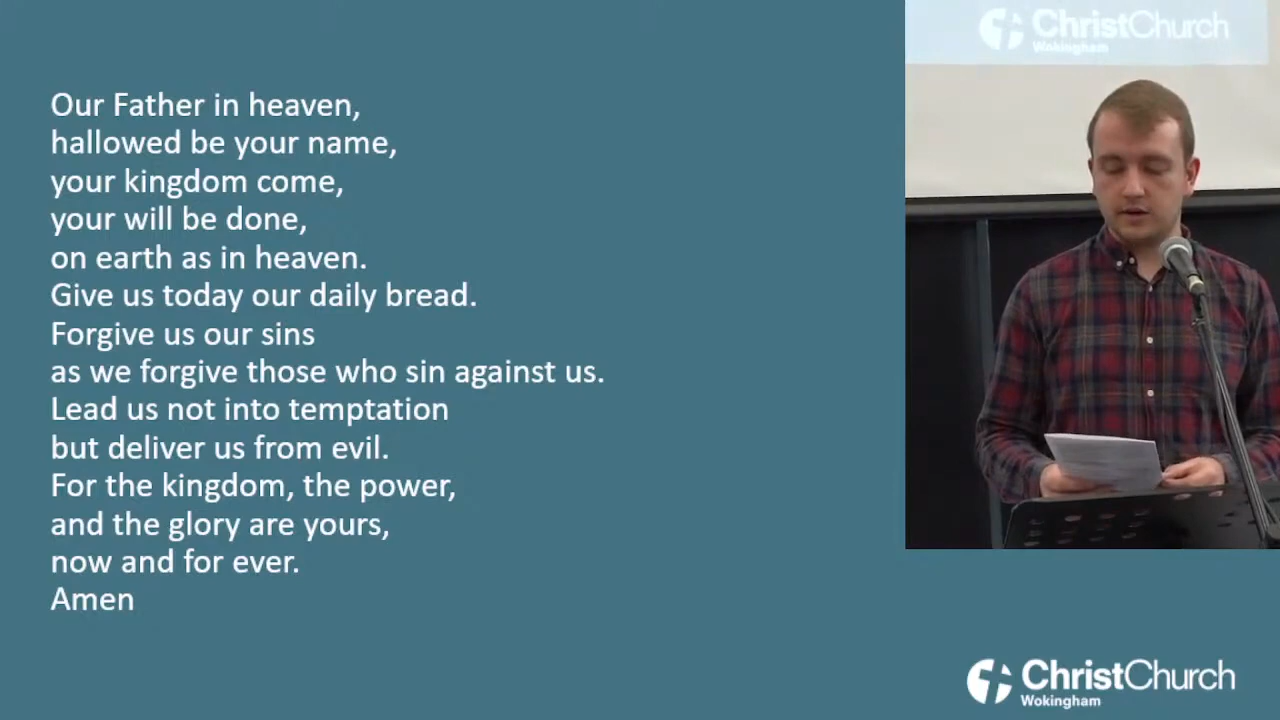 Our Father in heaven,
hallowed be your name,
your kingdom come,
your will be done,
on earth as in heaven.
Give us today our daily bread.
Forgive us our sins
as we forgive those who sin against us.
Lead us not into temptation
but deliver us from evil.
For the kingdom, the power,
and the glory are yours,
now and for ever.
Amen
ChristChurch
Wokingham
ChristChurch
Wokingham